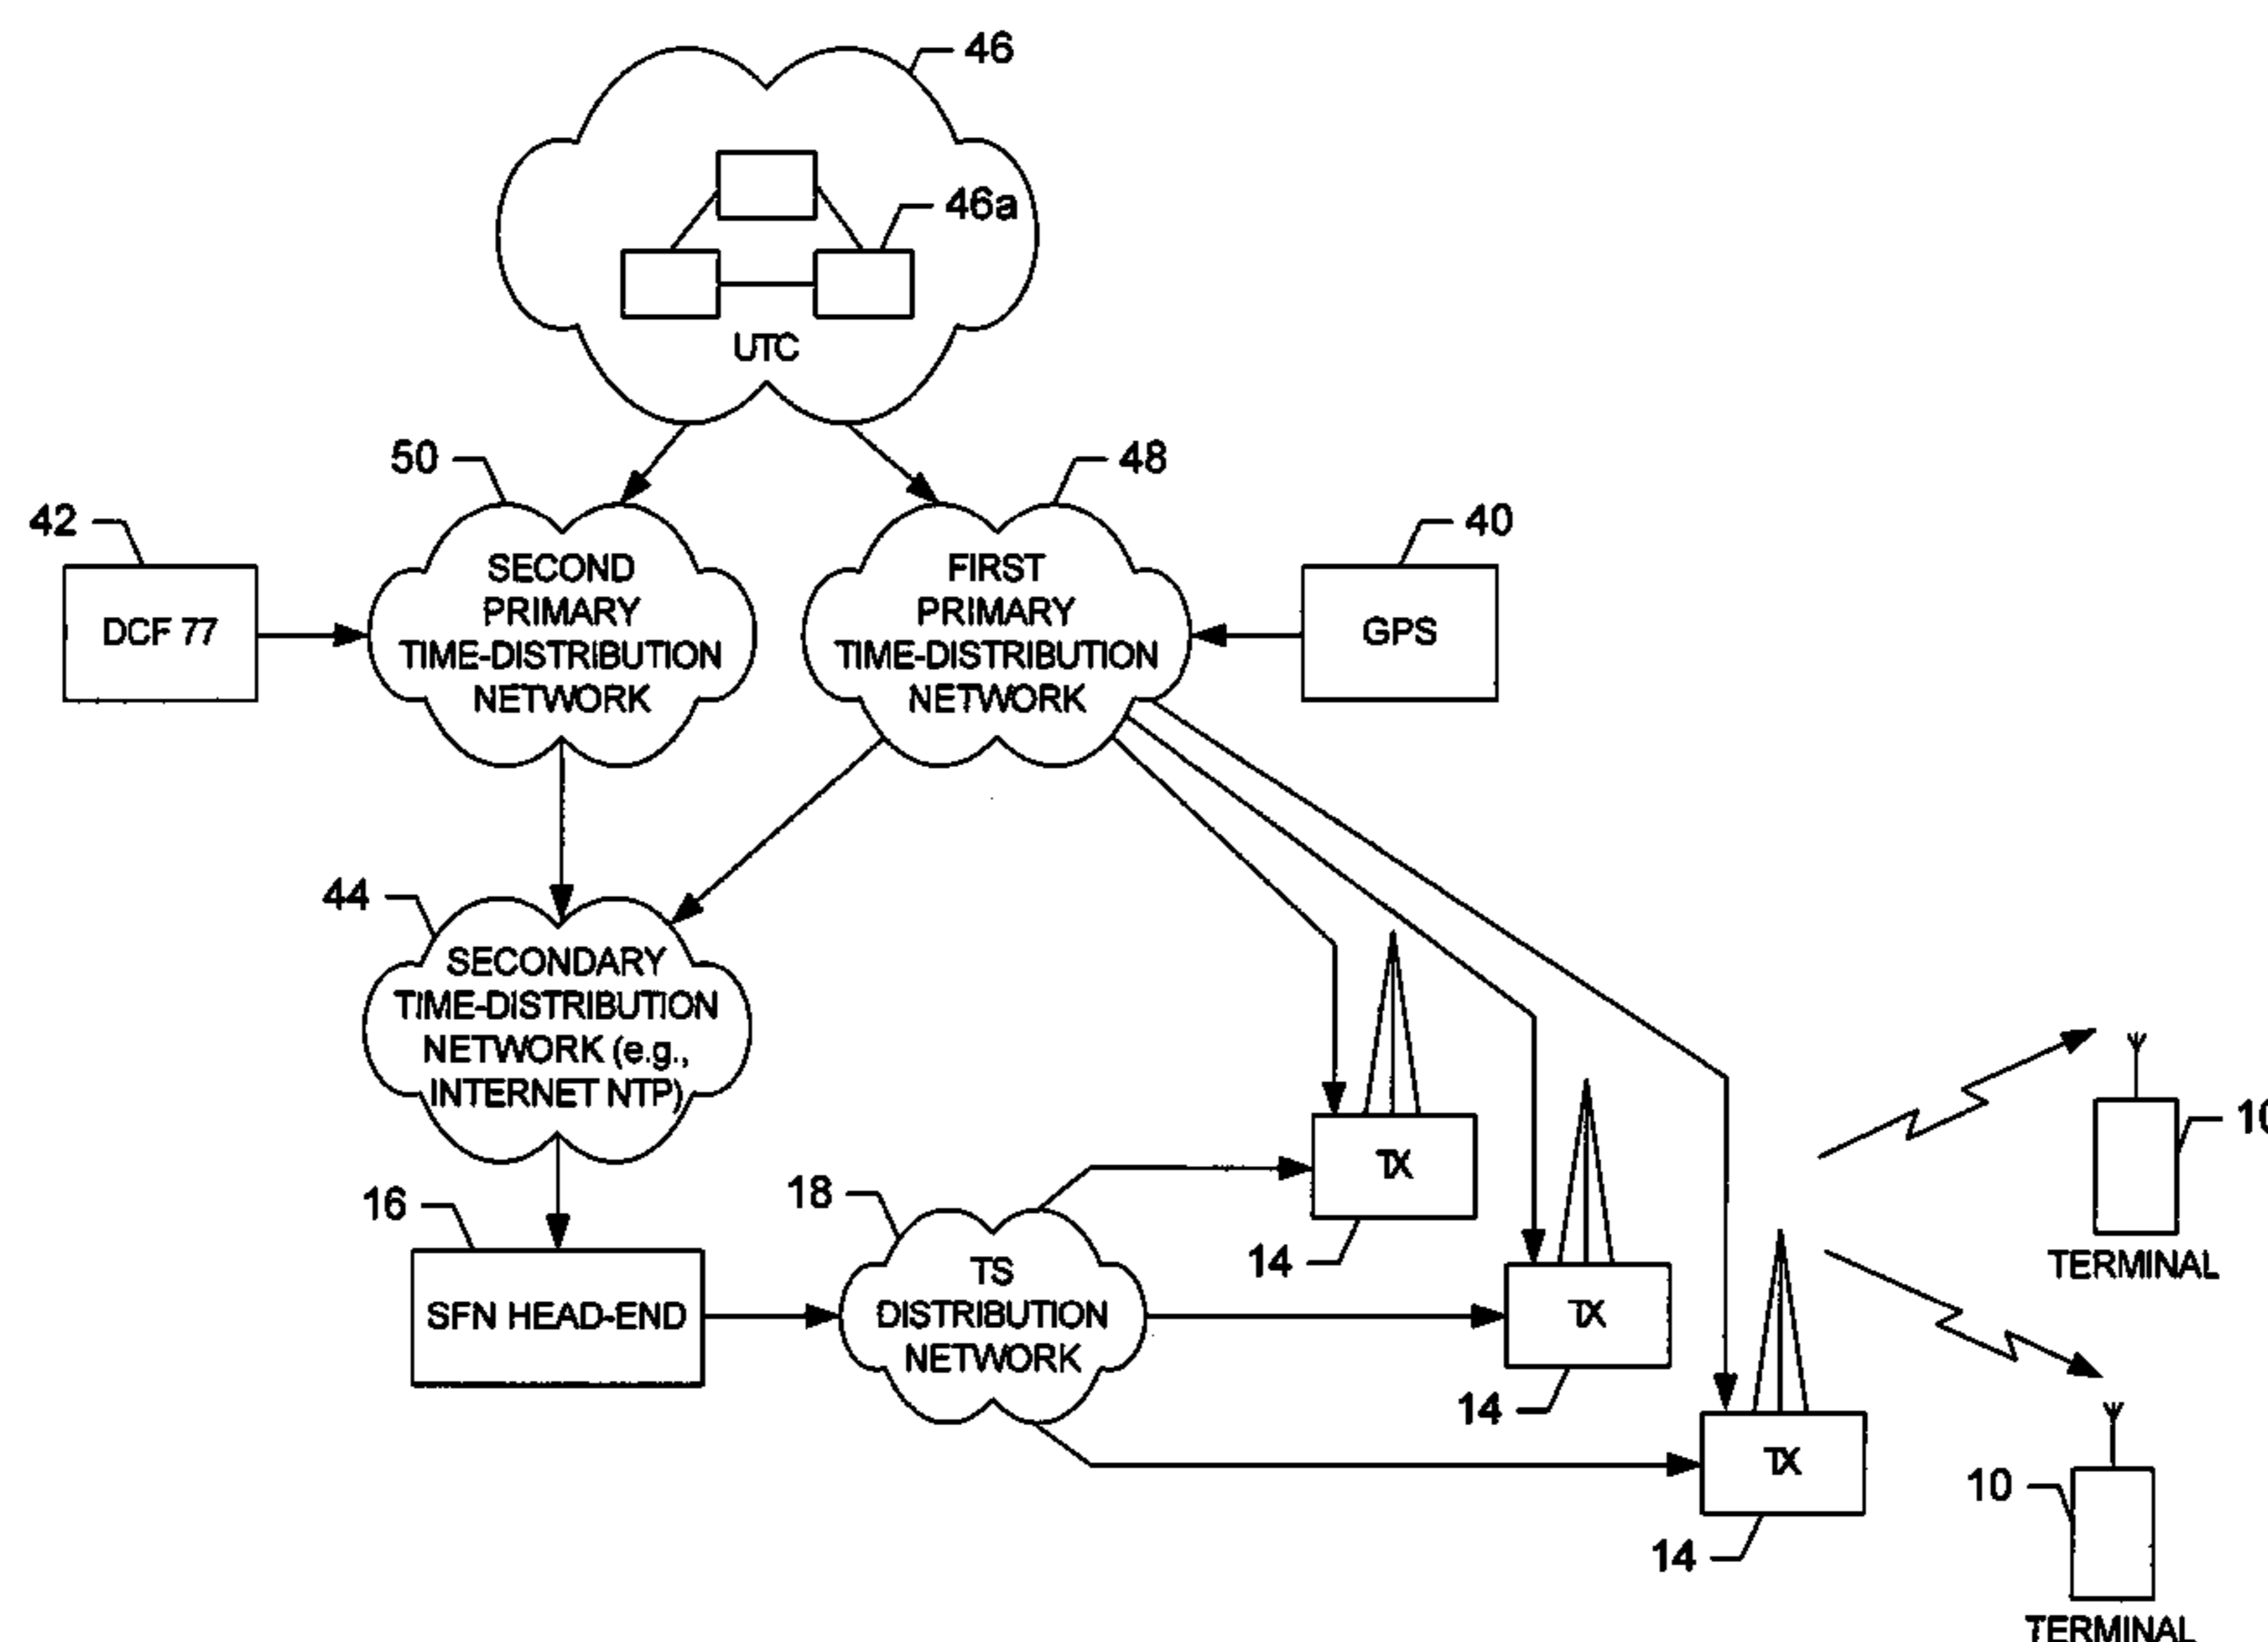 46
46a
UTC
50
48
42
40
DCF 77
SECOND
PRIMARY
TIME-DISTRIBUTION
NETWORK
FIRST
PRIMARY
TIME-DISTRIBUTION
NETWORK
GPS
44
SECONDARY
TIME-DISTRIBUTION
NETWORK (e.g.,
INTERNET NTP)
16
SFN HEAD-END
18
TS
DISTRIBUTION
NETWORK
TX
14
TX
14
TX
14
10
TERMINAL
10
TERMINAL